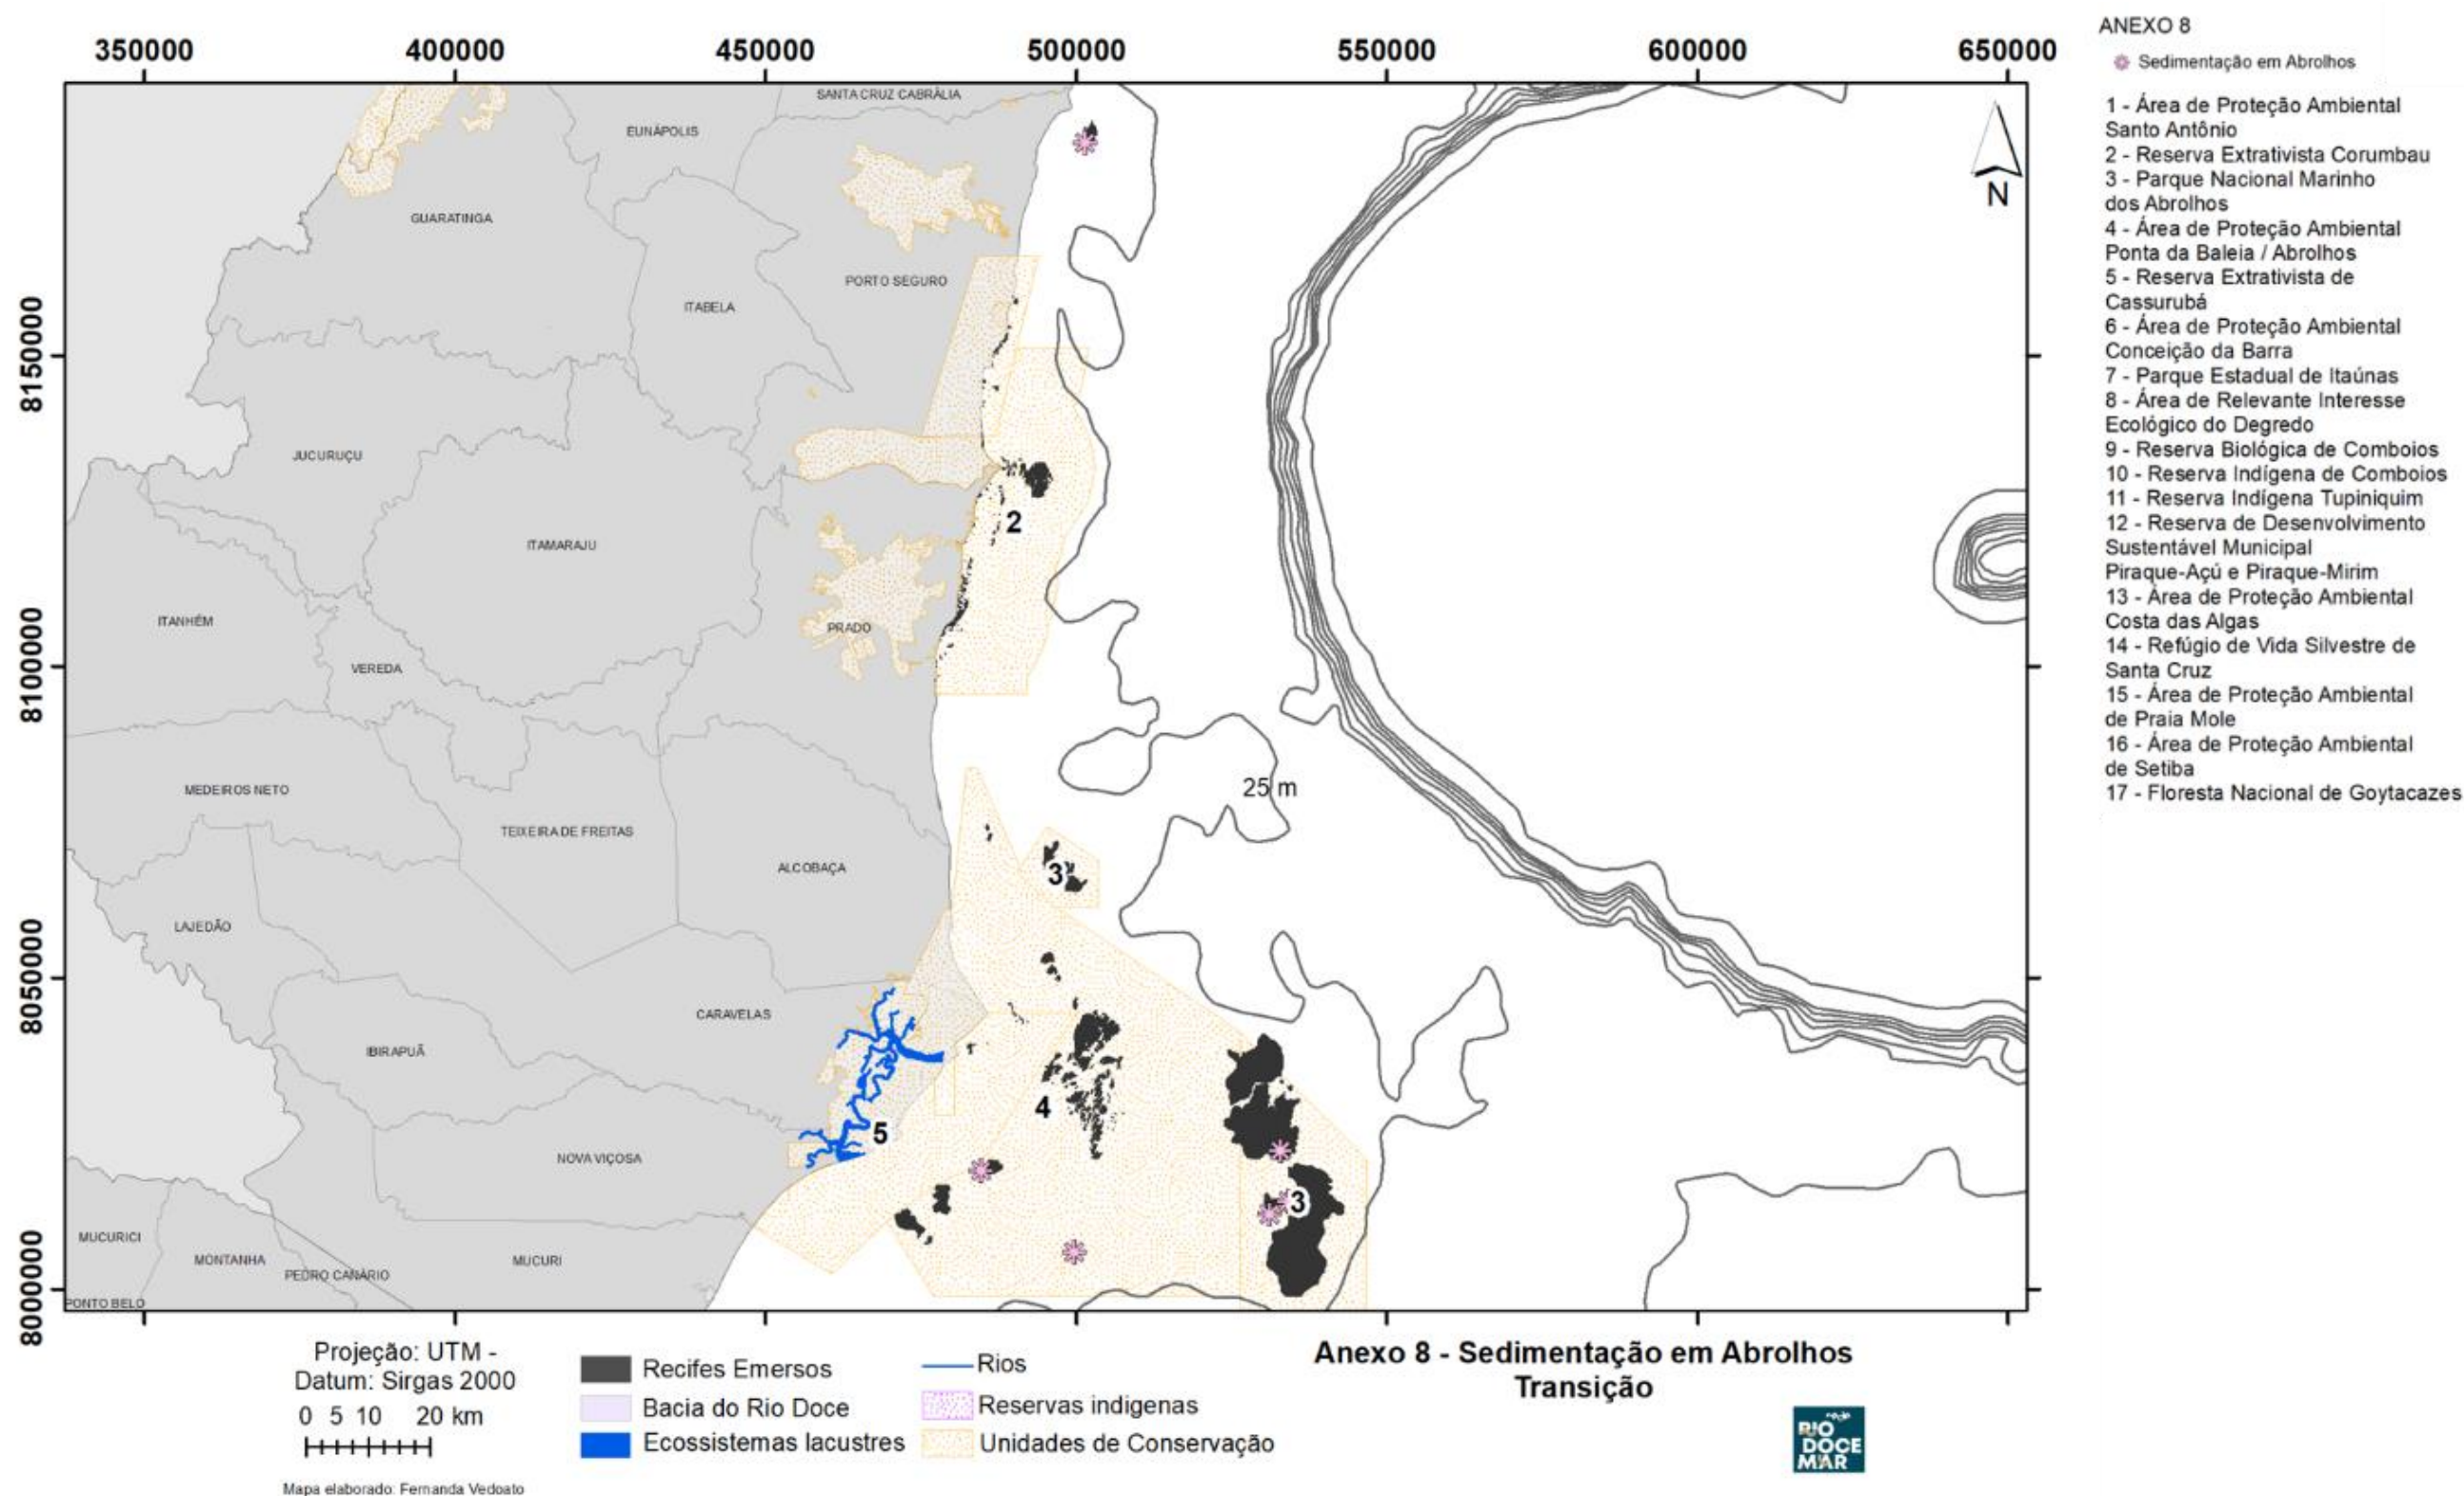 350000 400000 450000 500000 550000 600000 650000
ANEXO 8
Sedimentação em Abrolhos
1 - Área de Proteção Ambiental
Santo Antônio
2 - Reserva Extrativista Corumbau
3 - Parque Nacional Marinho
dos Abrolhos
4 - Área de Proteção Ambiental
Ponta da Baleia / Abrolhos
5 - Reserva Extrativista de
Cassurubá
6 - Área de Proteção Ambiental
Conceição da Barra
7 - Parque Estadual de Itaúnas
8 - Área de Relevante Interesse
Ecológico do Degredo
9 - Reserva Biológica de Comboios
10 - Reserva Indígena de Comboios
11 - Reserva Indígena Tupiniquim
12 - Reserva de Desenvolvimento
Sustentável Municipal
Piraque-Açú e Piraque-Mirim
13 - Área de Proteção Ambiental
Costa das Algas
14 - Refúgio de Vida Silvestre de
Santa Cruz
15 - Área de Proteção Ambiental
de Praia Mole
16 - Área de Proteção Ambiental
de Setiba
17 - Floresta Nacional de Goytacazes
SANTA CRUZ CABRÁLIA
EUNÁPOLIS
GUARATINGA
PORTO SEGURO
ITABELA
N
8150000
JUCURUÇU
2
ITAMARAJU
ITANHÉM
PRADO
8100000
VEREDA
MEDEIROS NETO
25 m
TEIXEIRA DE FREITAS
ALCOBAÇA
3
LAJEDÃO
8050000
CARAVELAS
IBIRAPUÃ
4
5
NOVA VIÇOSA
3
MUCURICI
MONTANHA
MUCURI
PEDRO CANÁRIO
8000000
PONTO BELO
Projeção: UTM -
Datum: Sirgas 2000
0 5 10 20 km
Mapa elaborado: Fernanda Vedoato
Recifes Emersos
Bacia do Rio Doce
Ecossistemas lacustres
Rios
Reservas indigenas
Unidades de Conservação
Anexo 8 - Sedimentação em Abrolhos
Transição
RIO
DOCE
MAR